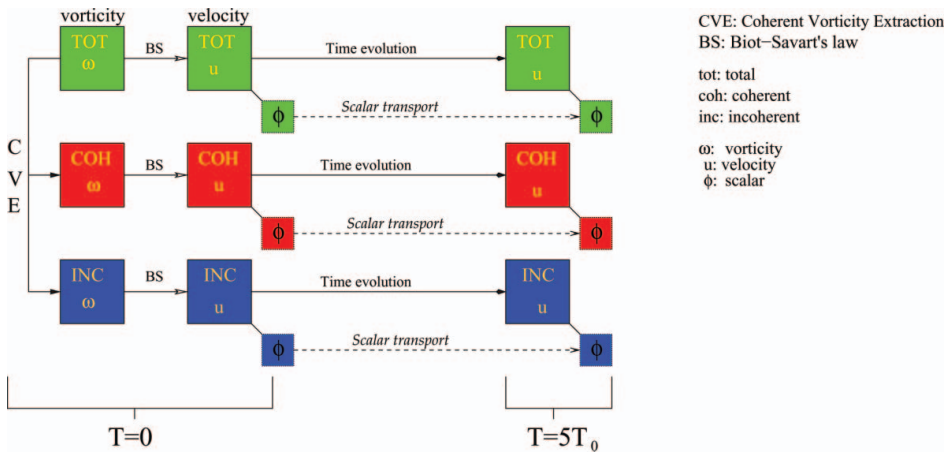 vorticity velocity
TOT
ω
BS
TOT
u
Time evolution
TOT
u
ϕ
Scalar transport
ϕ
CVE
COH
ω
BS
COH
u
Time evolution
COH
u
ϕ
Scalar transport
ϕ
INC
ω
BS
INC
u
Time evolution
INC
u
ϕ
Scalar transport
ϕ
T=0
T=5T₀
CVE: Coherent Vorticity Extraction
BS: Biot−Savart's law
tot: total
coh: coherent
inc: incoherent
ω: vorticity
u: velocity
ϕ: scalar